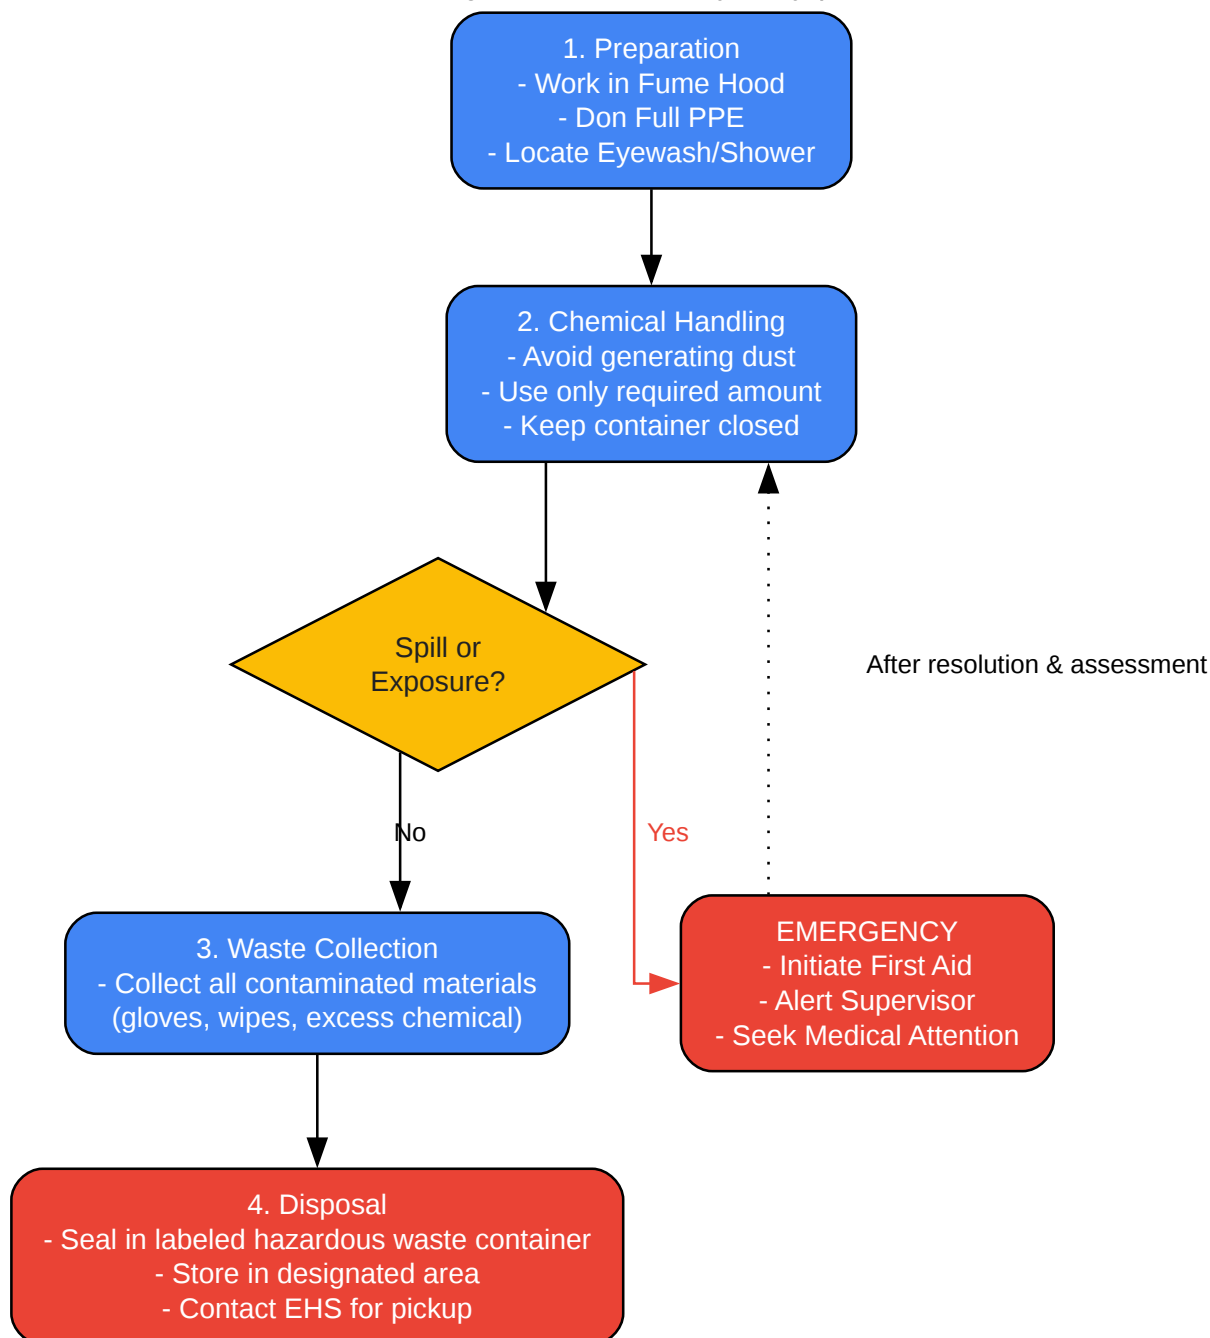 1. Preparation
- Work in Fume Hood
- Don Full PPE
- Locate Eyewash/Shower
2. Chemical Handling
- Avoid generating dust
- Use only required amount
- Keep container closed
Spill or
Exposure?
After resolution & assessment
No
Yes
3. Waste Collection
- Collect all contaminated materials
(gloves, wipes, excess chemical)
EMERGENCY
- Initiate First Aid
- Alert Supervisor
- Seek Medical Attention
4. Disposal
- Seal in labeled hazardous waste container
- Store in designated area
- Contact EHS for pickup